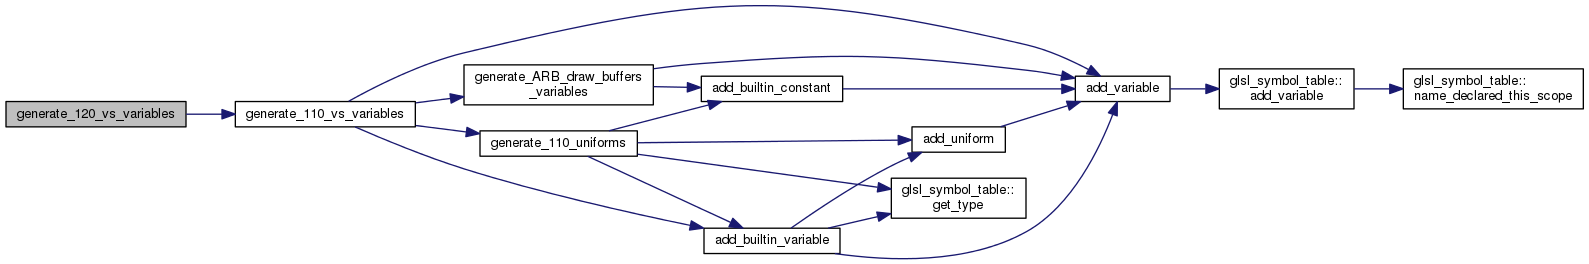 generate_120_vs_variables
generate_110_vs_variables
generate_ARB_draw_buffers
_variables
generate_110_uniforms
add_builtin_constant
add_builtin_variable
add_uniform
glsl_symbol_table::
get_type
add_variable
glsl_symbol_table::
add_variable
glsl_symbol_table::
name_declared_this_scope